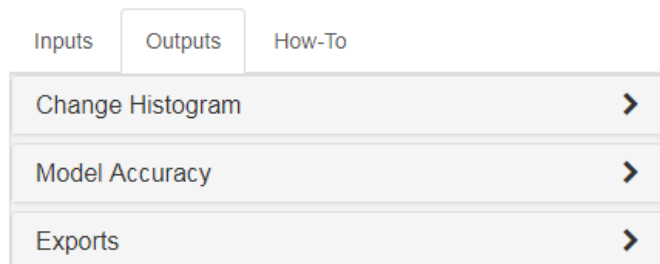 Inputs Outputs How-To
Change Histogram
Model Accuracy
Exports